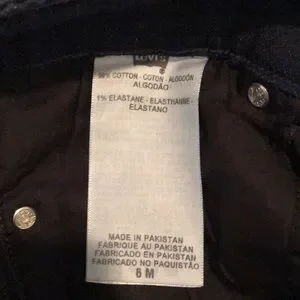 LEVI'S
99% COTTON - COTON - ALGODÓN
ALGODÃO
1% ELASTANE - ELASTHANNE -
ELASTANO
MADE IN PAKISTAN
FABRIQUE AU PAKISTAN
FABRICADO EN PAKISTAN
FABRICADO NO PAQUISTÃO
6 M